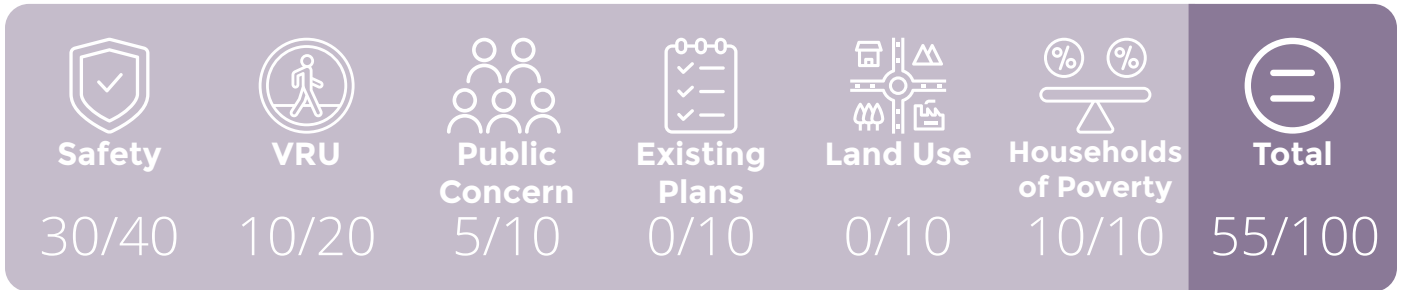 Safety
30/40
VRU
10/20
Public
Concern
5/10
Existing
Plans
0/10
Land Use
0/10
% %
Households
of Poverty
10/10
Total
55/100